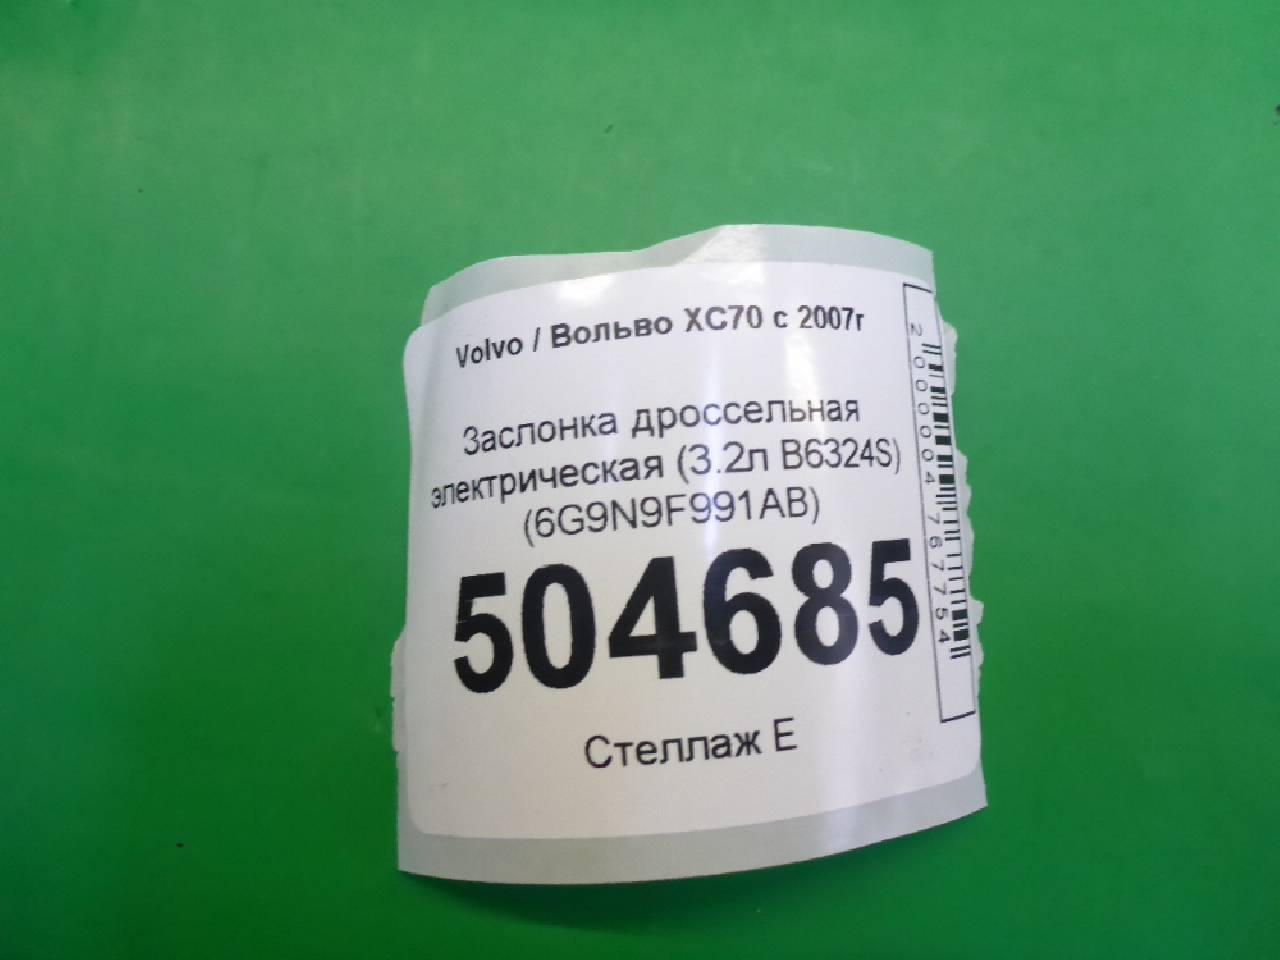 Volvo / Вольво XC70 с 2007г
Заслонка дроссельная
электрическая (3.2л B6324S)
(6G9N9F991AB)
504685
Стеллаж Е
2000004767754